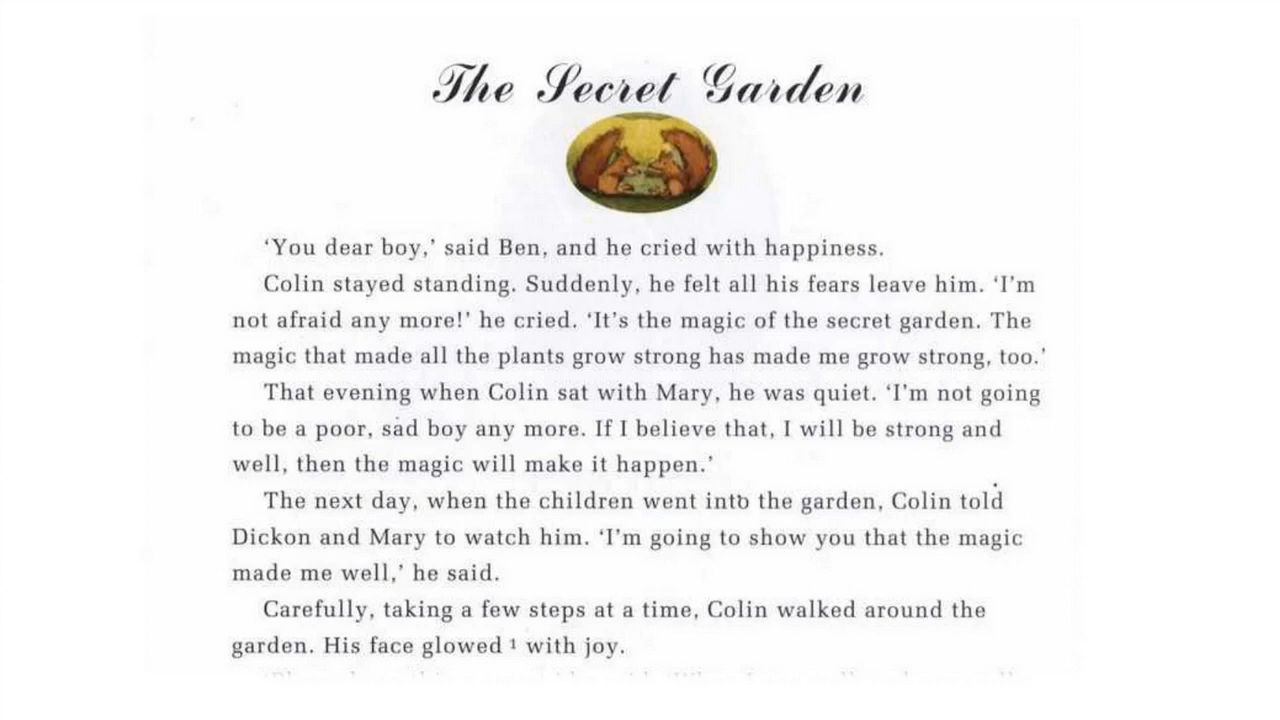 The Secret Garden
‘You dear boy,’ said Ben, and he cried with happiness.
Colin stayed standing. Suddenly, he felt all his fears leave him. ‘I’m
not afraid any more!’ he cried. ‘It’s the magic of the secret garden. The
magic that made all the plants grow strong has made me grow strong, too.’
That evening when Colin sat with Mary, he was quiet. ‘I’m not going
to be a poor, sad boy any more. If I believe that, I will be strong and
well, then the magic will make it happen.’
The next day, when the children went into the garden, Colin told
Dickon and Mary to watch him. ‘I’m going to show you that the magic
made me well,’ he said.
Carefully, taking a few steps at a time, Colin walked around the
garden. His face glowed ¹ with joy.